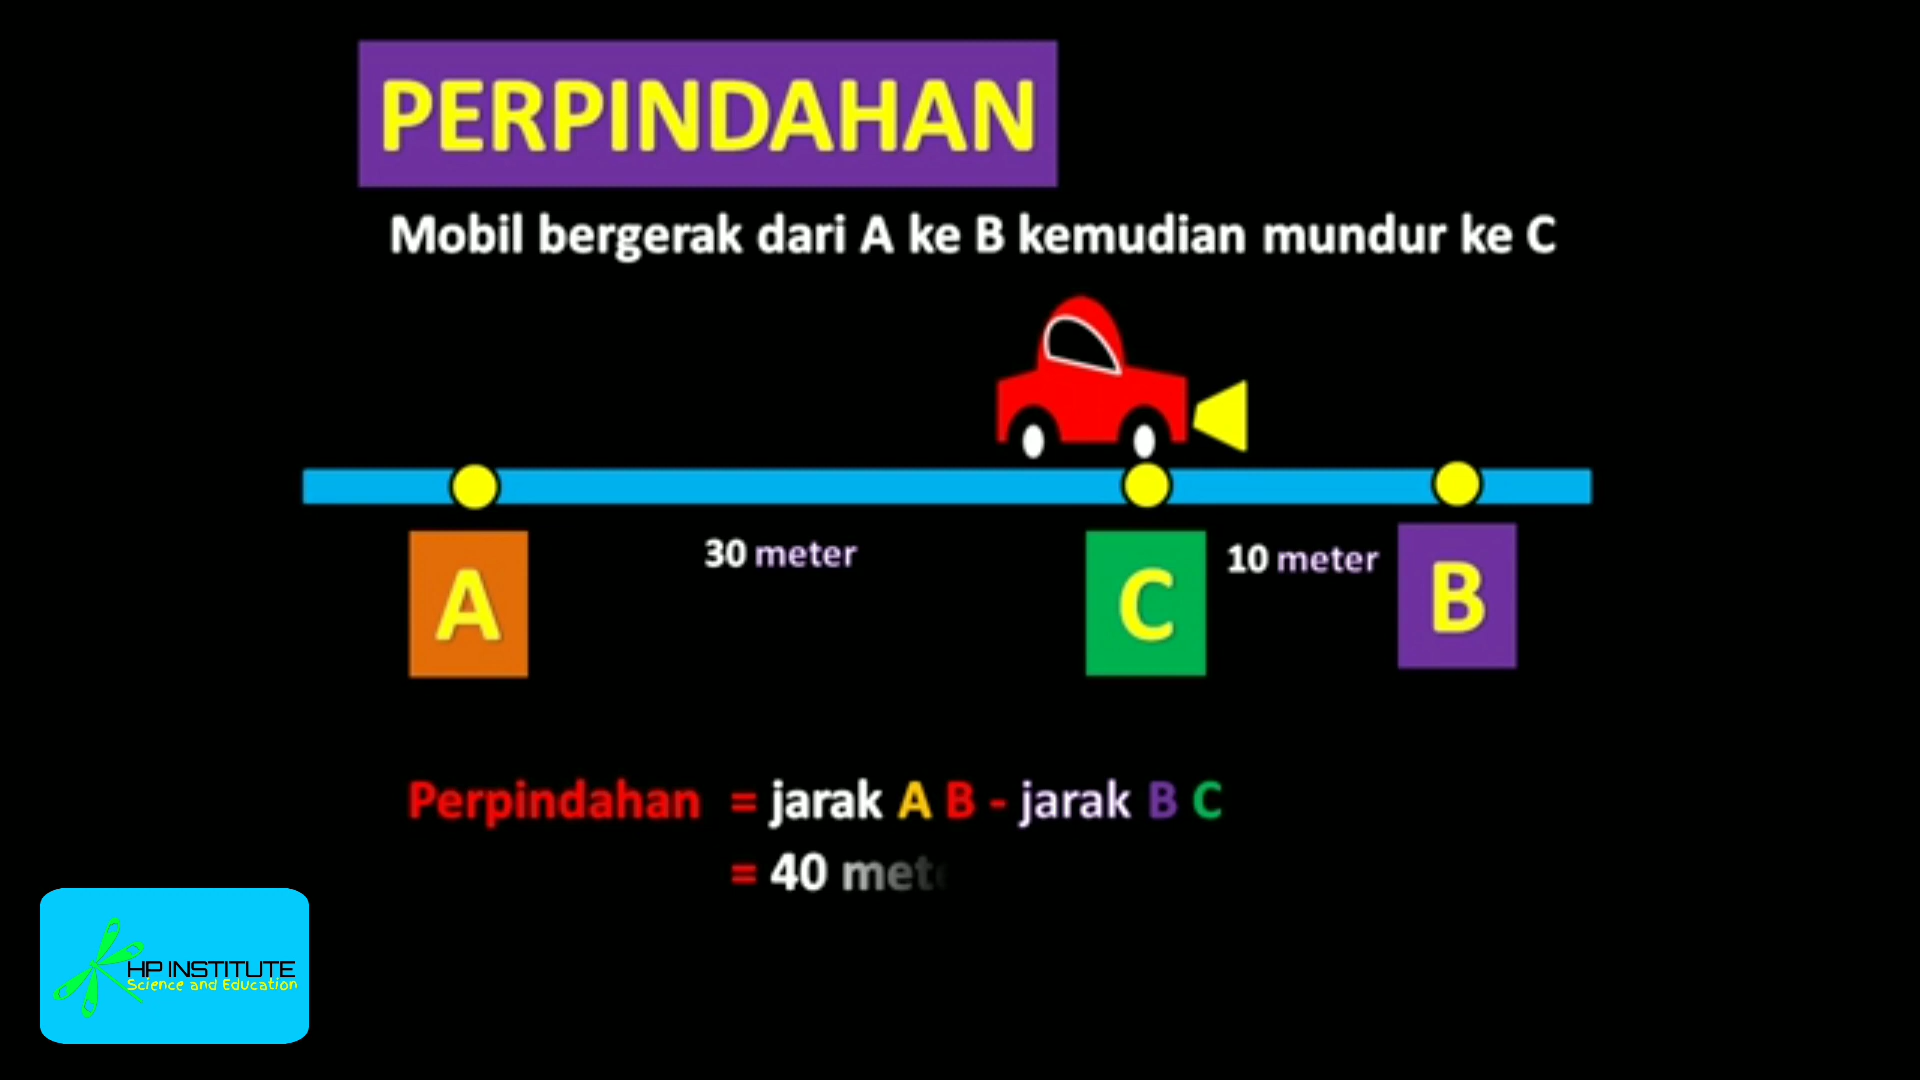 PERPINDAHAN
Mobil bergerak dari A ke B kemudian mundur ke C
30 meter
10 meter
A
C
B
Perpindahan = jarak A B - jarak B C
= 40
HP INSTITUTE
Science and Education